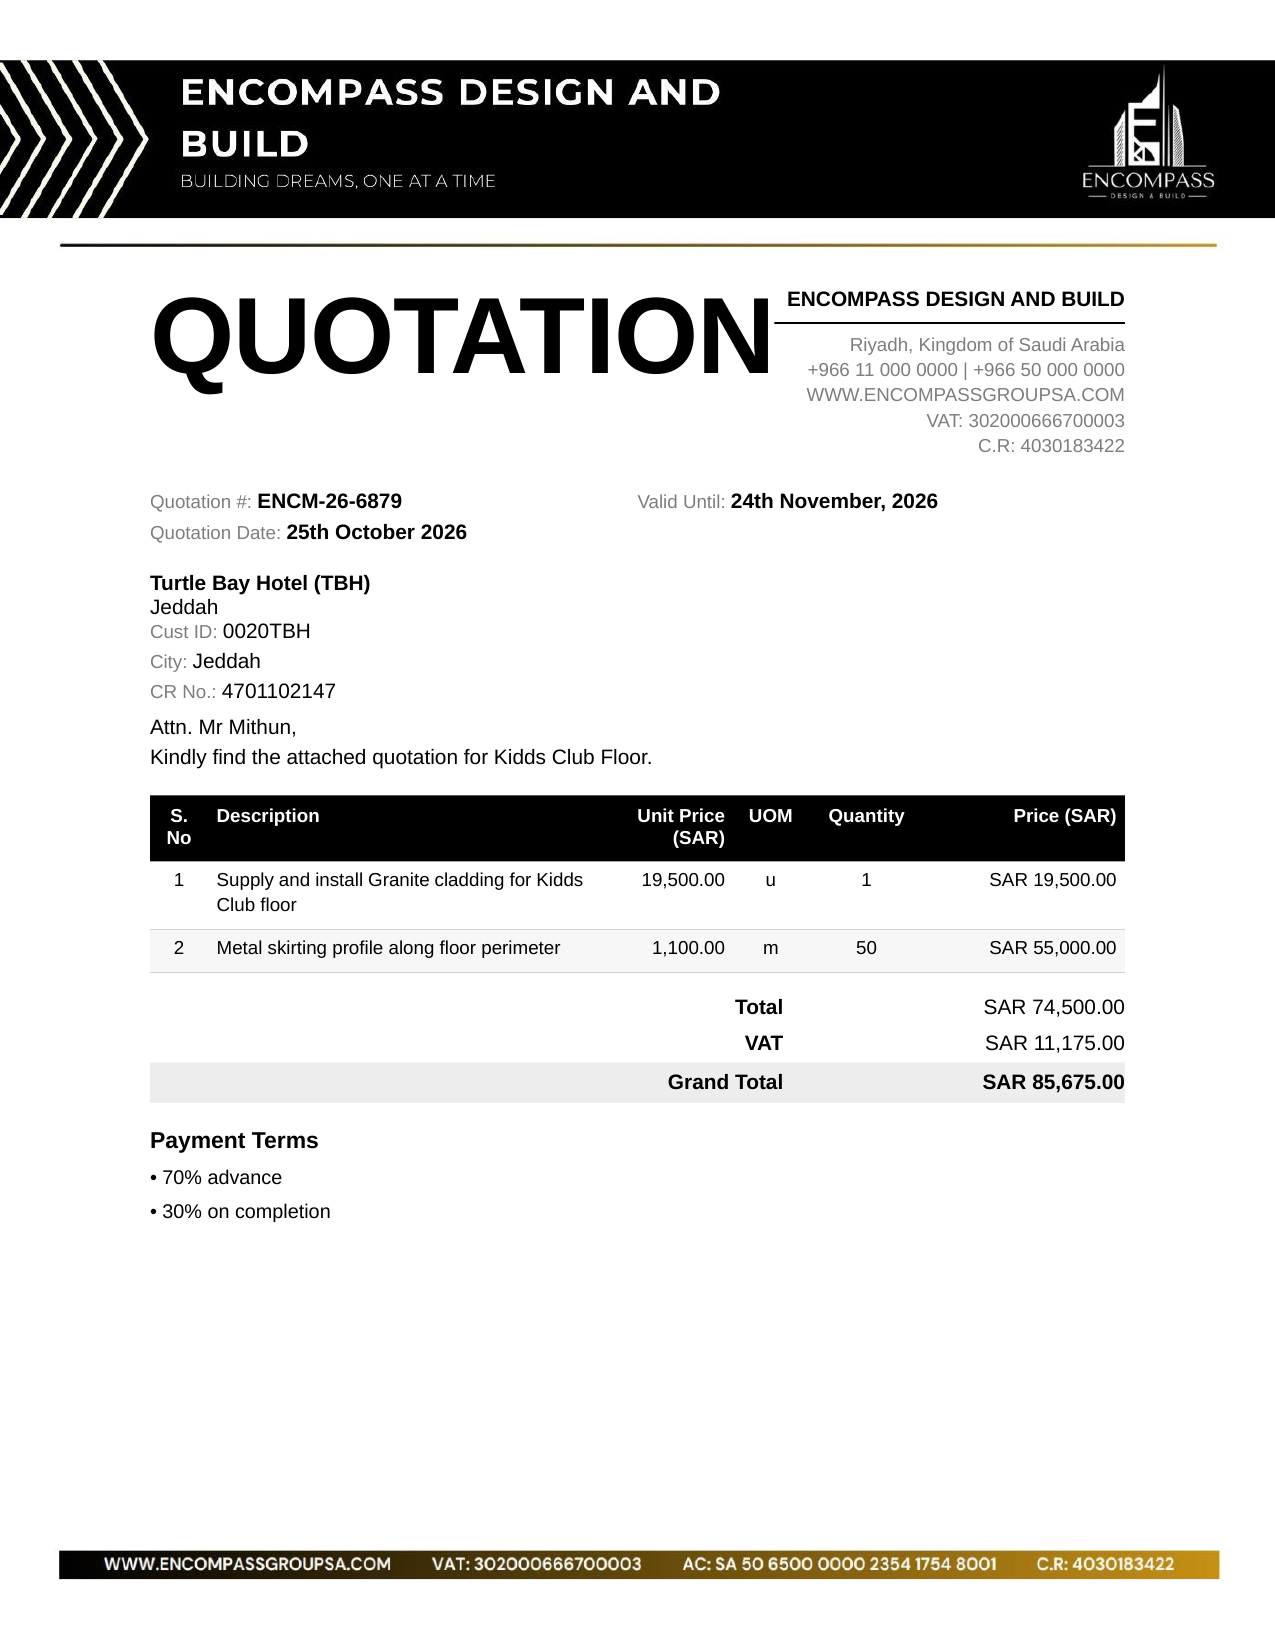 ENCOMPASS DESIGN AND
BUILD
BUILDING DREAMS, ONE AT A TIME
ENCOMPASS
DESIGN & BUILD
QUOTATION
ENCOMPASS DESIGN AND BUILD
Riyadh, Kingdom of Saudi Arabia
+966 11 000 0000 | +966 50 000 0000
WWW.ENCOMPASSGROUPSA.COM
VAT: 302000666700003
C.R: 4030183422
Quotation #: ENCM-26-6879 Valid Until: 24th November, 2026
Quotation Date: 25th October 2026
Turtle Bay Hotel (TBH)
Jeddah
Cust ID: 0020TBH
City: Jeddah
CR No.: 4701102147
Attn. Mr Mithun,
Kindly find the attached quotation for Kidds Club Floor.
S. No Description Unit Price (SAR) UOM Quantity Price (SAR)
1 Supply and install Granite cladding for Kidds Club floor 19,500.00 u 1 SAR 19,500.00
2 Metal skirting profile along floor perimeter 1,100.00 m 50 SAR 55,000.00
Total SAR 74,500.00
VAT SAR 11,175.00
Grand Total SAR 85,675.00
Payment Terms
• 70% advance
• 30% on completion
WWW.ENCOMPASSGROUPSA.COM VAT: 302000666700003 AC: SA 50 6500 0000 2354 1754 8001 C.R: 4030183422